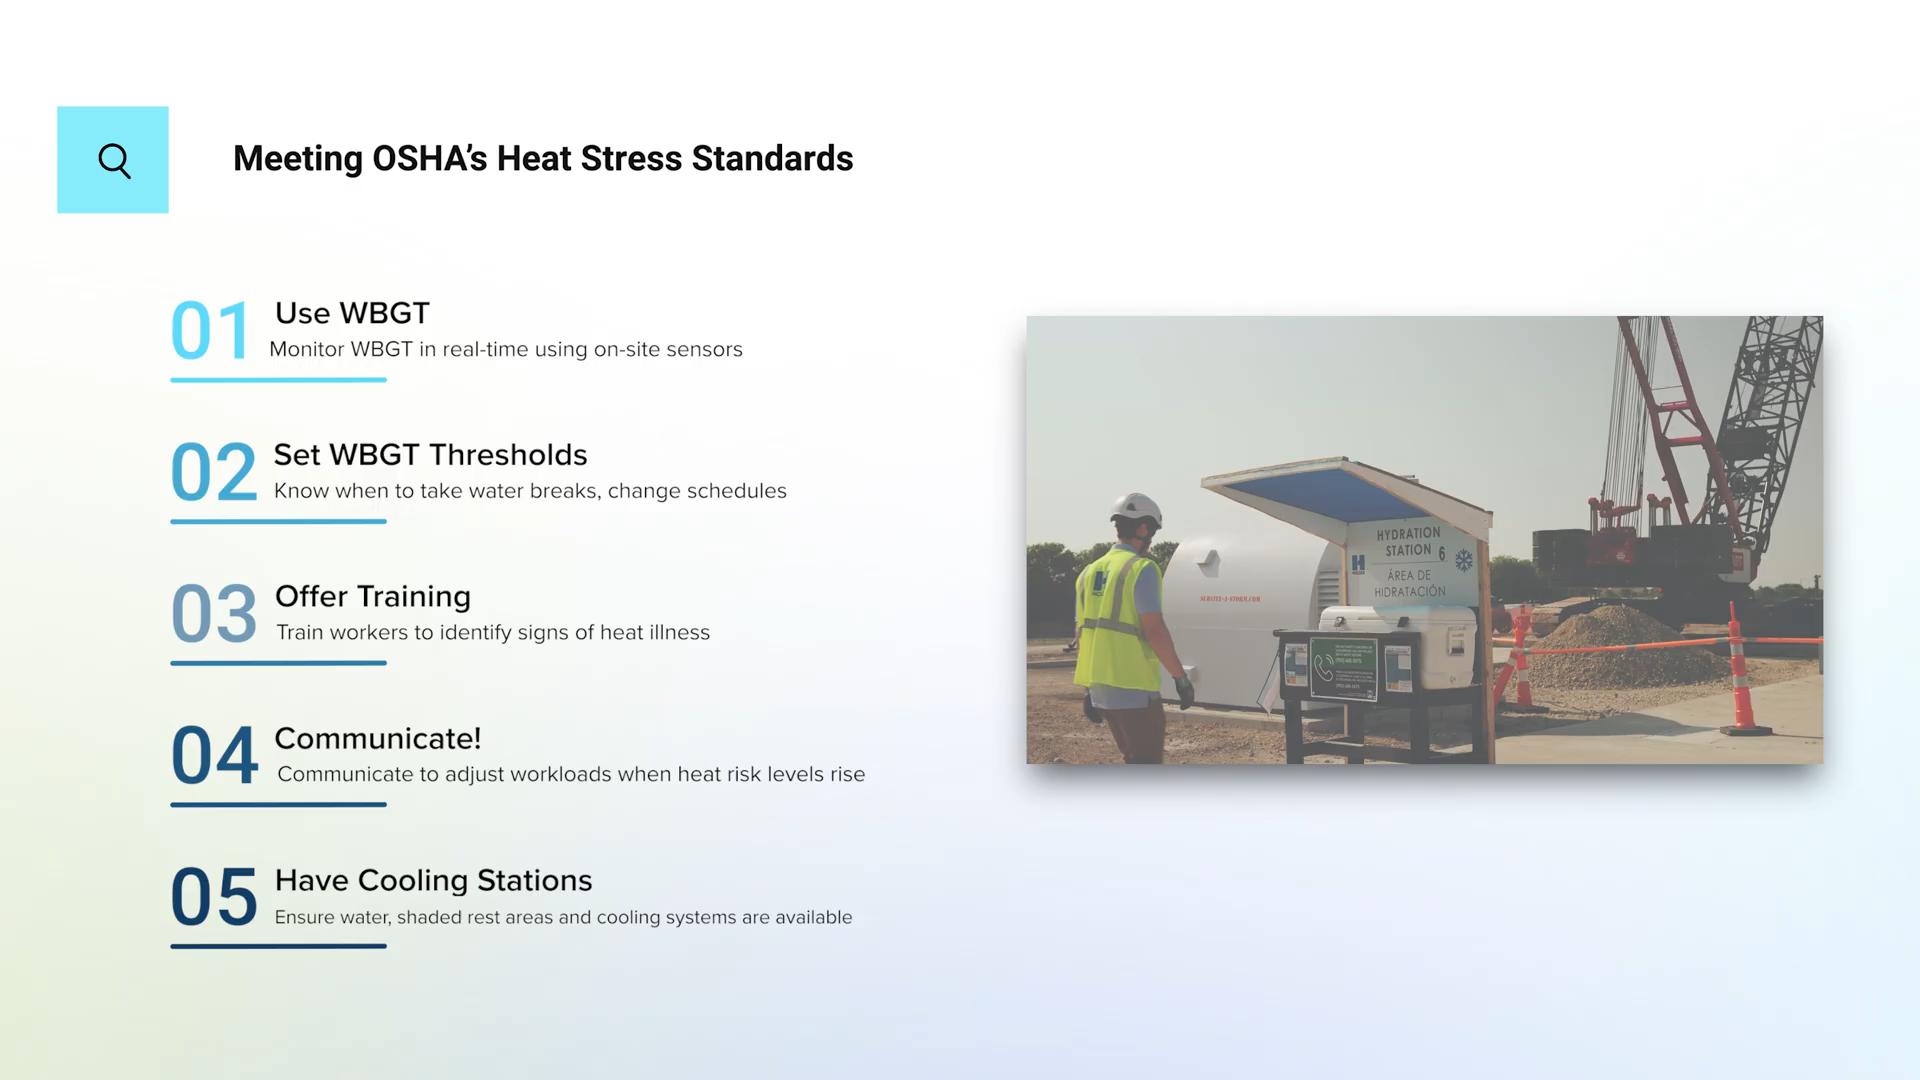 Meeting OSHA’s Heat Stress Standards
01
Use WBGT
Monitor WBGT in real-time using on-site sensors
02
Set WBGT Thresholds
Know when to take water breaks, change schedules
03
Offer Training
Train workers to identify signs of heat illness
04
Communicate!
Communicate to adjust workloads when heat risk levels rise
05
Have Cooling Stations
Ensure water, shaded rest areas and cooling systems are available
HYDRATION
STATION 6
ÁREA DE
HIDRATACIÓN